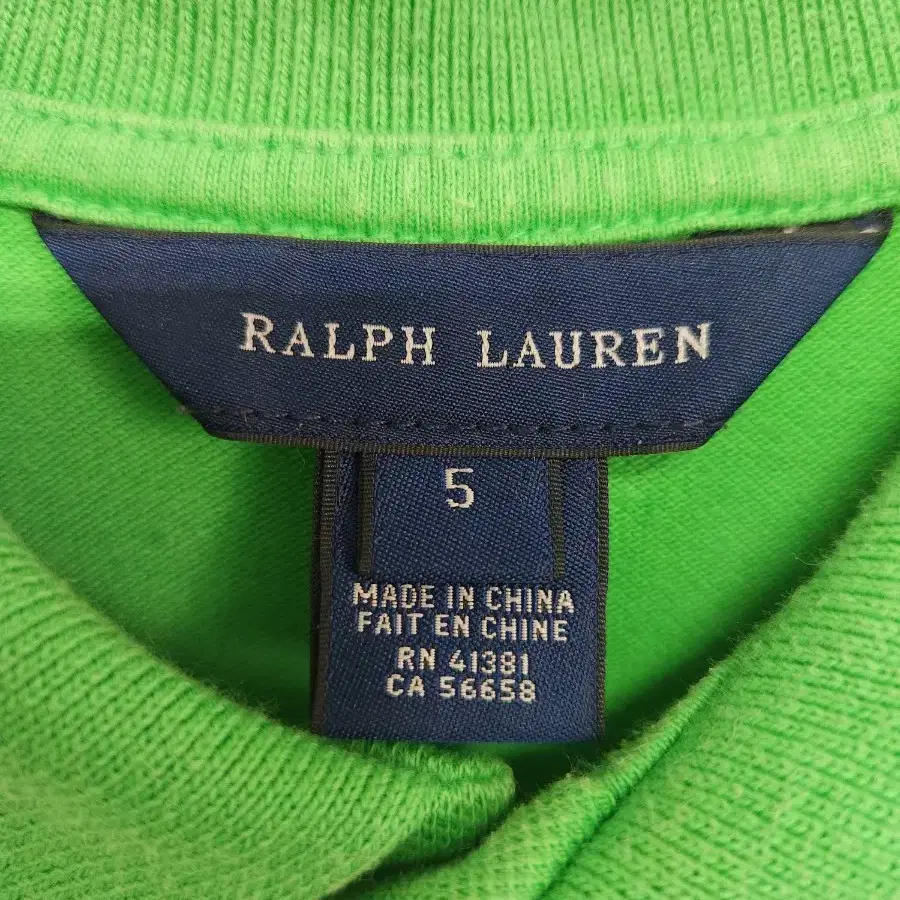 RALPH LAUREN
5
MADE IN CHINA
FAIT EN CHINE
RN 41381
CA 56658